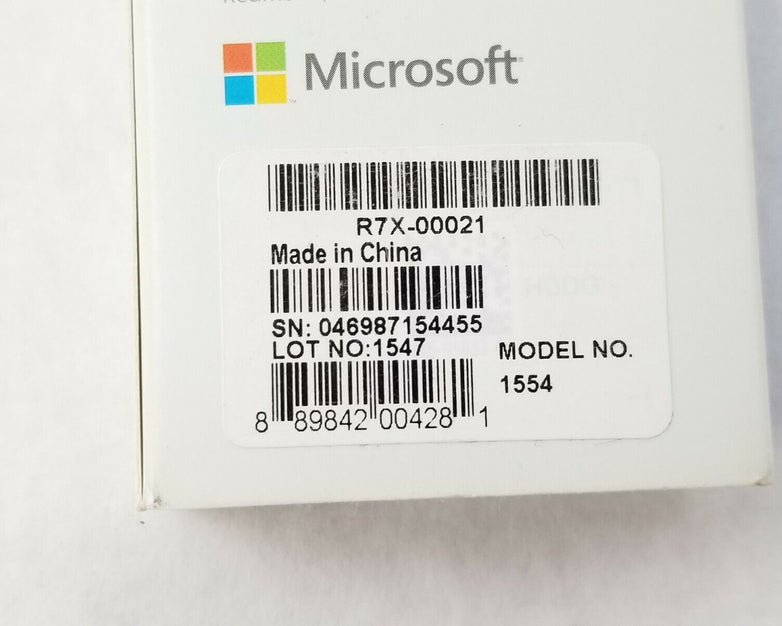 Microsoft
R7X-00021
Made in China
SN: 046987154455
LOT NO:1547
MODEL NO.
1554
8 89842 00428 1